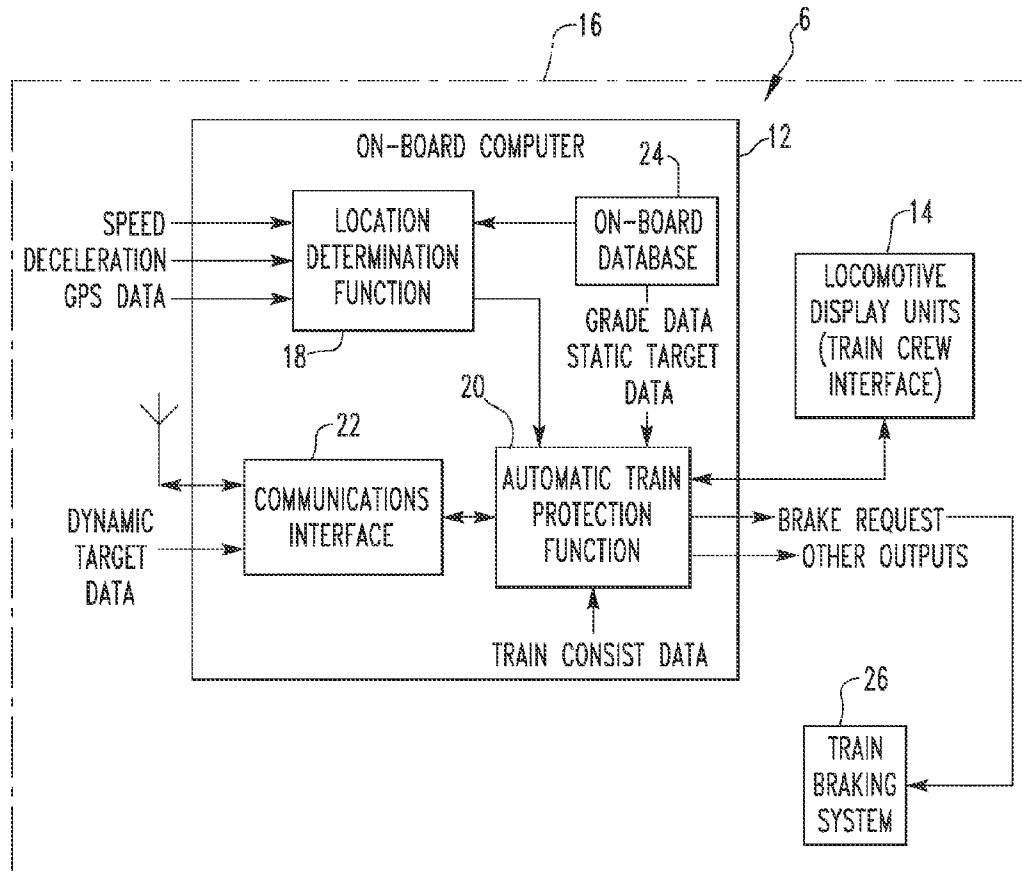 6
16
ON-BOARD COMPUTER
12
24
SPEED
DECELERATION
GPS DATA
LOCATION
DETERMINATION
FUNCTION
18
ON-BOARD
DATABASE
GRADE DATA
STATIC TARGET
DATA
14
LOCOMOTIVE
DISPLAY UNITS
(TRAIN CREW
INTERFACE)
20
22
COMMUNICATIONS
INTERFACE
AUTOMATIC TRAIN
PROTECTION
FUNCTION
DYNAMIC
TARGET
DATA
BRAKE REQUEST
OTHER OUTPUTS
TRAIN CONSIST DATA
26
TRAIN
BRAKING
SYSTEM